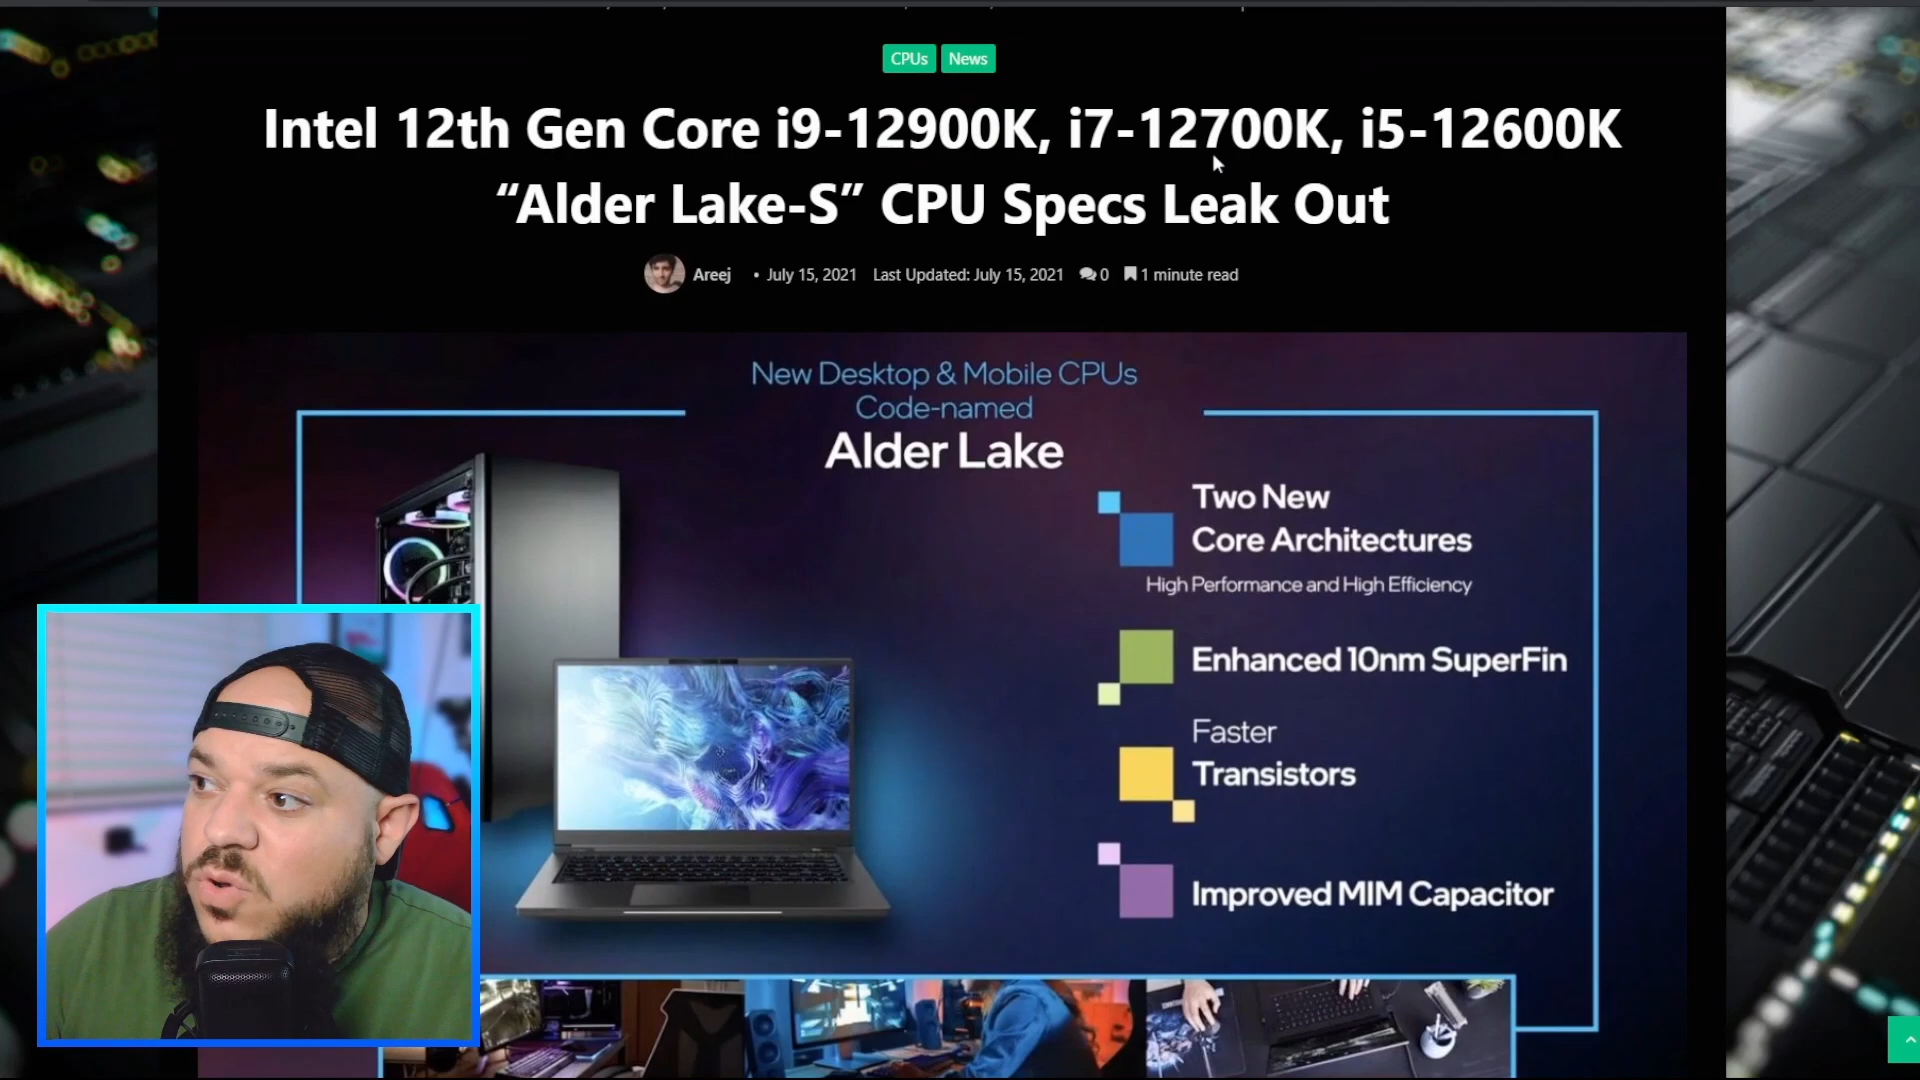 CPUs News
Intel 12th Gen Core i9-12900K, i7-12700K, i5-12600K
“Alder Lake-S” CPU Specs Leak Out
Areej • July 15, 2021 Last Updated: July 15, 2021 0 1 minute read
New Desktop & Mobile CPUs
Code-named
Alder Lake
Two New
Core Architectures
High Performance and High Efficiency
Enhanced 10nm SuperFin
Faster
Transistors
Improved MIM Capacitor